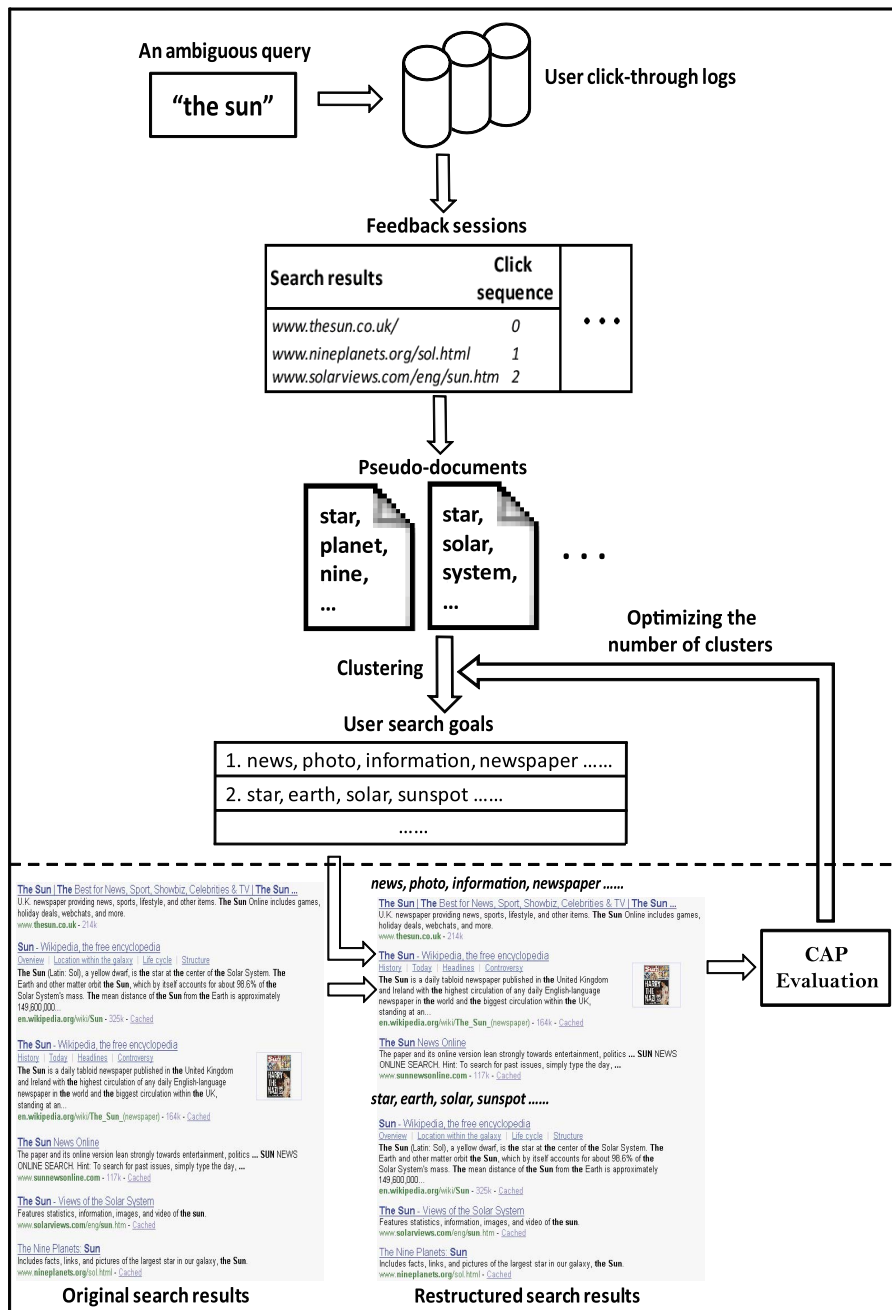 An ambiguous query
"the sun"
User click-through logs
Feedback sessions
Search results Click sequence
www.thesun.co.uk/ 0
www.nineplanets.org/sol.html 1
www.solarviews.com/eng/sun.htm 2
...
Pseudo-documents
star,
planet,
nine,
...
star,
solar,
system,
...
...
Optimizing the
number of clusters
Clustering
User search goals
1. news, photo, information, newspaper ......
2. star, earth, solar, sunspot ......
......
The Sun | The Best for News, Sport, Showbiz, Celebrities & TV | The Sun ...
U.K. newspaper providing news, sports, lifestyle, and other items. The Sun Online includes games,
holiday deals, webchats, and more.
www.thesun.co.uk - 214k
Sun - Wikipedia, the free encyclopedia
Overview | Location within the galaxy | Life cycle | Structure
The Sun (Latin: Sol), a yellow dwarf, is the star at the center of the Solar System. The
Earth and other matter orbit the Sun, which by itself accounts for about 98.6% of the
Solar System's mass. The mean distance of the Sun from the Earth is approximately
149,600,000...
en.wikipedia.org/wiki/Sun - 325k - Cached
The Sun - Wikipedia, the free encyclopedia
History | Today | Headlines | Controversy
The Sun is a daily tabloid newspaper published in the United Kingdom
and Ireland with the highest circulation of any daily English-language
newspaper in the world and the biggest circulation within the UK,
standing at an...
en.wikipedia.org/wiki/The_Sun_(newspaper) - 164k - Cached
The Sun News Online
The paper and its online version lean strongly towards entertainment, politics ... SUN NEWS
ONLINE SEARCH. Hint: To search for past issues, simply type the day, ...
www.sunnewsonline.com - 117k - Cached
The Sun - Views of the Solar System
Features statistics, information, images, and video of the sun.
www.solarviews.com/eng/sun.htm - Cached
The Nine Planets: Sun
Includes facts, links, and pictures of the largest star in our galaxy, the Sun.
www.nineplanets.org/sol.html - Cached
Original search results
news, photo, information, newspaper ......
The Sun | The Best for News, Sport, Showbiz, Celebrities & TV | The Sun ...
U.K. newspaper providing news, sports, lifestyle, and other items. The Sun Online includes games,
holiday deals, webchats, and more.
www.thesun.co.uk - 214k
The Sun - Wikipedia, the free encyclopedia
History | Today | Headlines | Controversy
The Sun is a daily tabloid newspaper published in the United Kingdom
and Ireland with the highest circulation of any daily English-language
newspaper in the world and the biggest circulation within the UK,
standing at an...
en.wikipedia.org/wiki/The_Sun_(newspaper) - 164k - Cached
HARRY
THE
NAZI
The Sun News Online
The paper and its online version lean strongly towards entertainment, politics ... SUN NEWS
ONLINE SEARCH. Hint: To search for past issues, simply type the day, ...
www.sunnewsonline.com - 117k - Cached
star, earth, solar, sunspot ......
Sun - Wikipedia, the free encyclopedia
Overview | Location within the galaxy | Life cycle | Structure
The Sun (Latin: Sol), a yellow dwarf, is the star at the center of the Solar System. The
Earth and other matter orbit the Sun, which by itself accounts for about 98.6% of the
Solar System's mass. The mean distance of the Sun from the Earth is approximately
149,600,000...
en.wikipedia.org/wiki/Sun - 325k - Cached
The Sun - Views of the Solar System
Features statistics, information, images, and video of the sun.
www.solarviews.com/eng/sun.htm - Cached
The Nine Planets: Sun
Includes facts, links, and pictures of the largest star in our galaxy, the Sun.
www.nineplanets.org/sol.html - Cached
Restructured search results
CAP
Evaluation